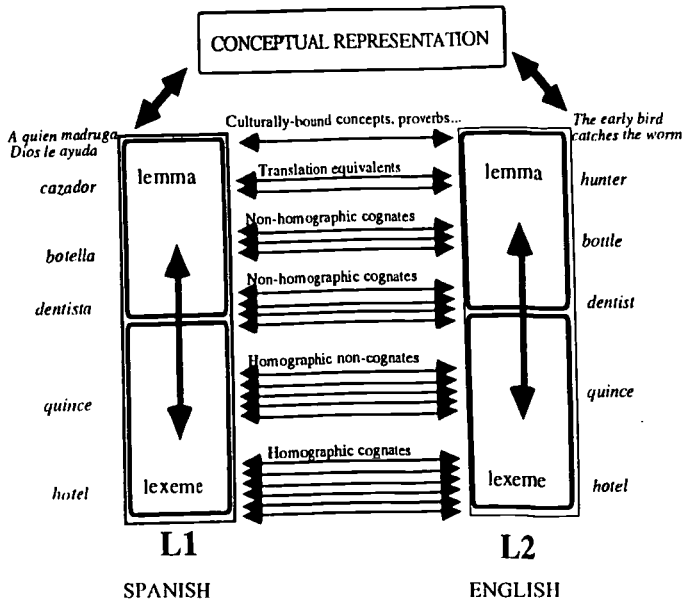 CONCEPTUAL REPRESENTATION
Culturally-bound concepts, proverbs...
A quien madruga
Dios le ayuda
The early bird
catches the worm
lemma
Translation equivalents
lemma
cazador
hunter
Non-homographic cognates
botella
bottle
Non-homographic cognates
dentista
dentist
Homographic non-cognates
quince
quince
Homographic cognates
hotel
lexeme
lexeme
hotel
L1
L2
SPANISH
ENGLISH